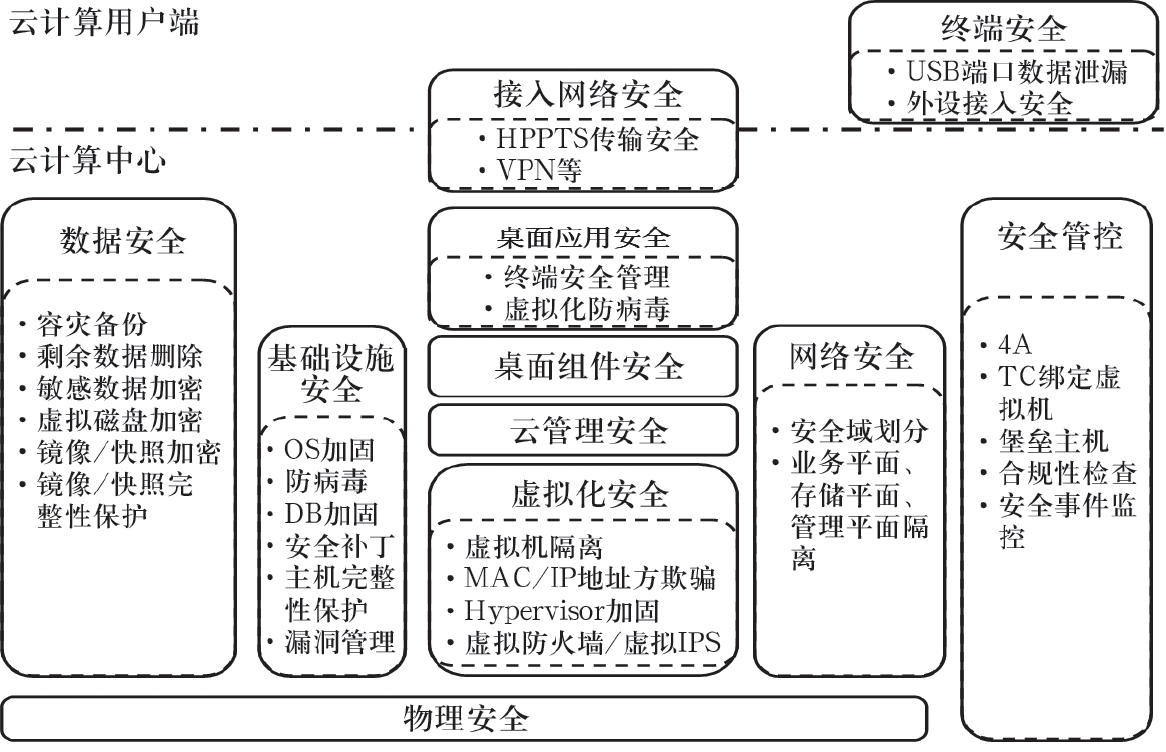 云计算用户端
终端安全
·USB端口数据泄漏
·外设接入安全
接入网络安全
·HPPTS传输安全
·VPN等
云计算中心
数据安全
·容灾备份
·剩余数据删除
·敏感数据加密
·虚拟磁盘加密
·镜像/快照加密
·镜像/快照完
整性保护
基础设施
安全
·OS加固
·防病毒
·DB加固
·安全补丁
·主机完整
性保护
·漏洞管理
桌面应用安全
·终端安全管理
·虚拟化防病毒
桌面组件安全
云管理安全
虚拟化安全
·虚拟机隔离
·MAC/IP地址方欺骗
·Hypervisor加固
·虚拟防火墙/虚拟IPS
网络安全
·安全域划分
·业务平面、
存储平面、
管理平面隔
离
安全管控
·4A
·TC绑定虚
拟机
·堡垒主机
·合规性检查
·安全事件监
控
物理安全